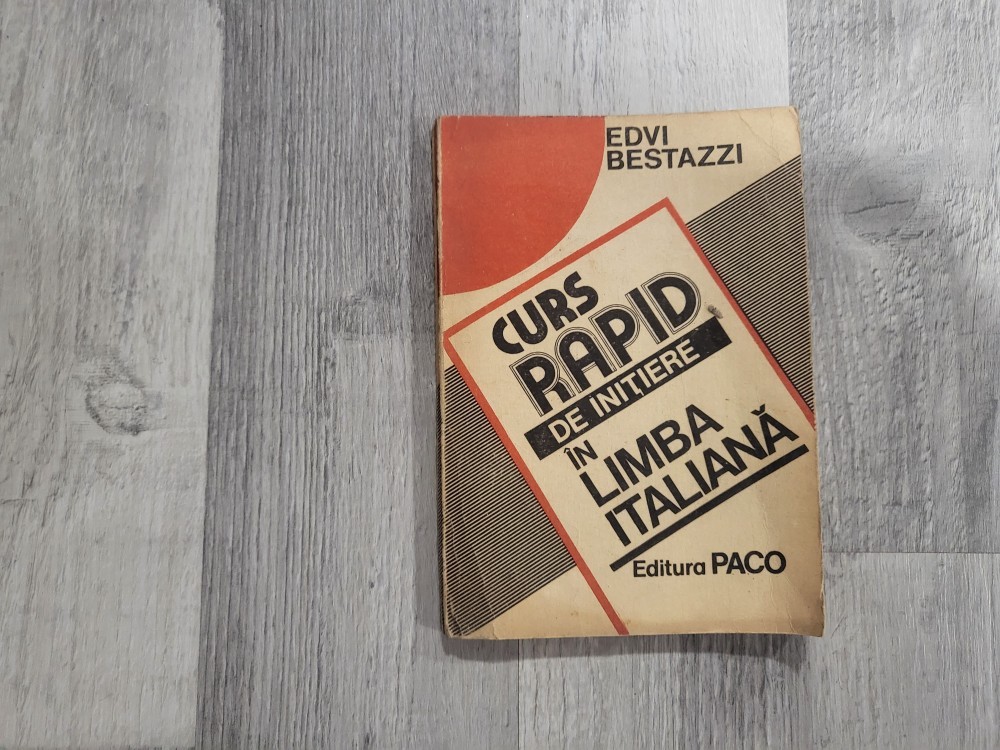 EDVI
BESTAZZI
CURS
RAPID
DE INIȚIERE
ÎN
LIMBA
ITALIANĂ
Editura PACO